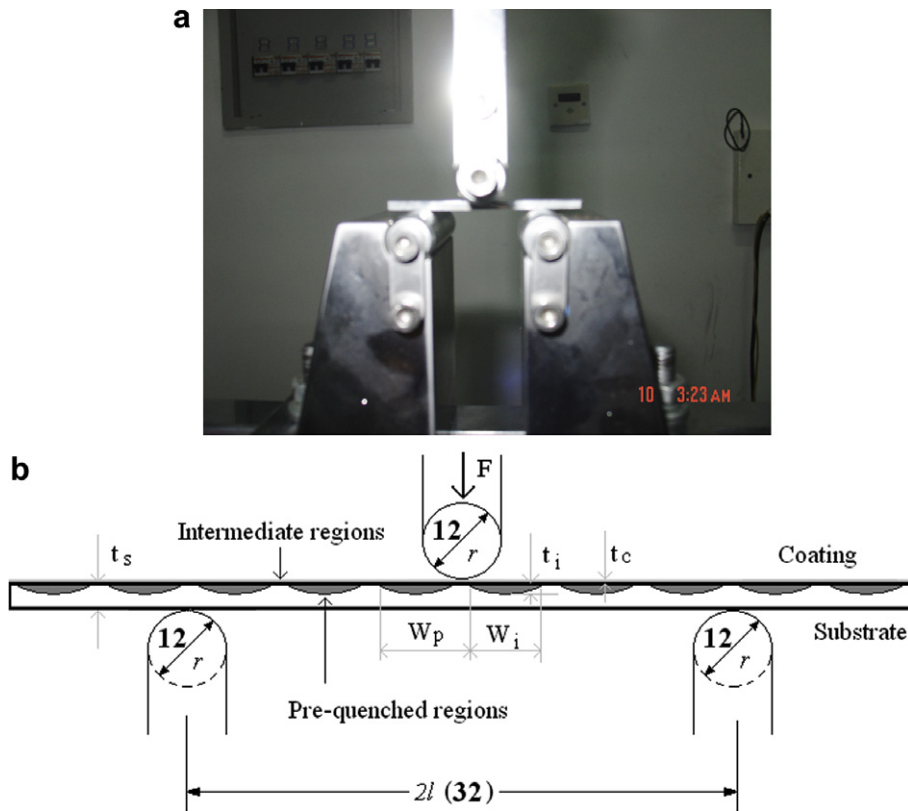 a
10 3:23 AM
b
F
Intermediate regions
12
r
t s
t i
t c
Coating
12
r
W p
W i
12
r
Substrate
Pre-quenched regions
2l (32)